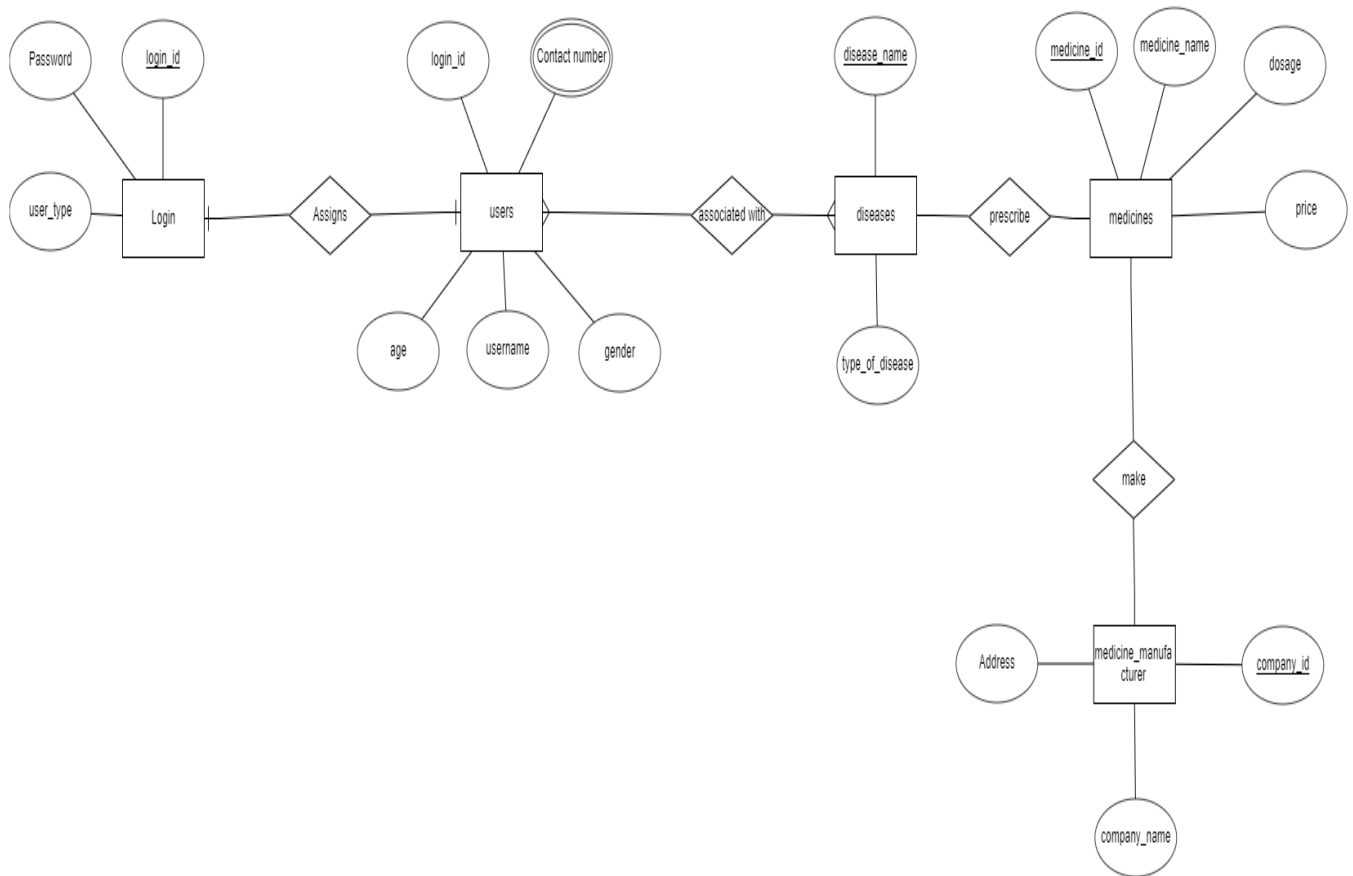 Password
login_id
login_id
Contact number
disease_name
medicine_id
medicine_name
dosage
user_type
Login
Assigns
users
associated with
diseases
prescribe
medicines
price
age
username
gender
type_of_disease
make
Address
medicine_manufa
cturer
company_id
company_name